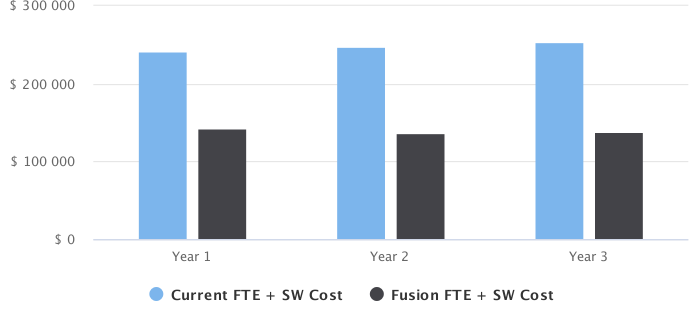 $ 300 000
$ 200 000
$ 100 000
$ 0
Year 1 Year 2 Year 3
Current FTE + SW Cost Fusion FTE + SW Cost